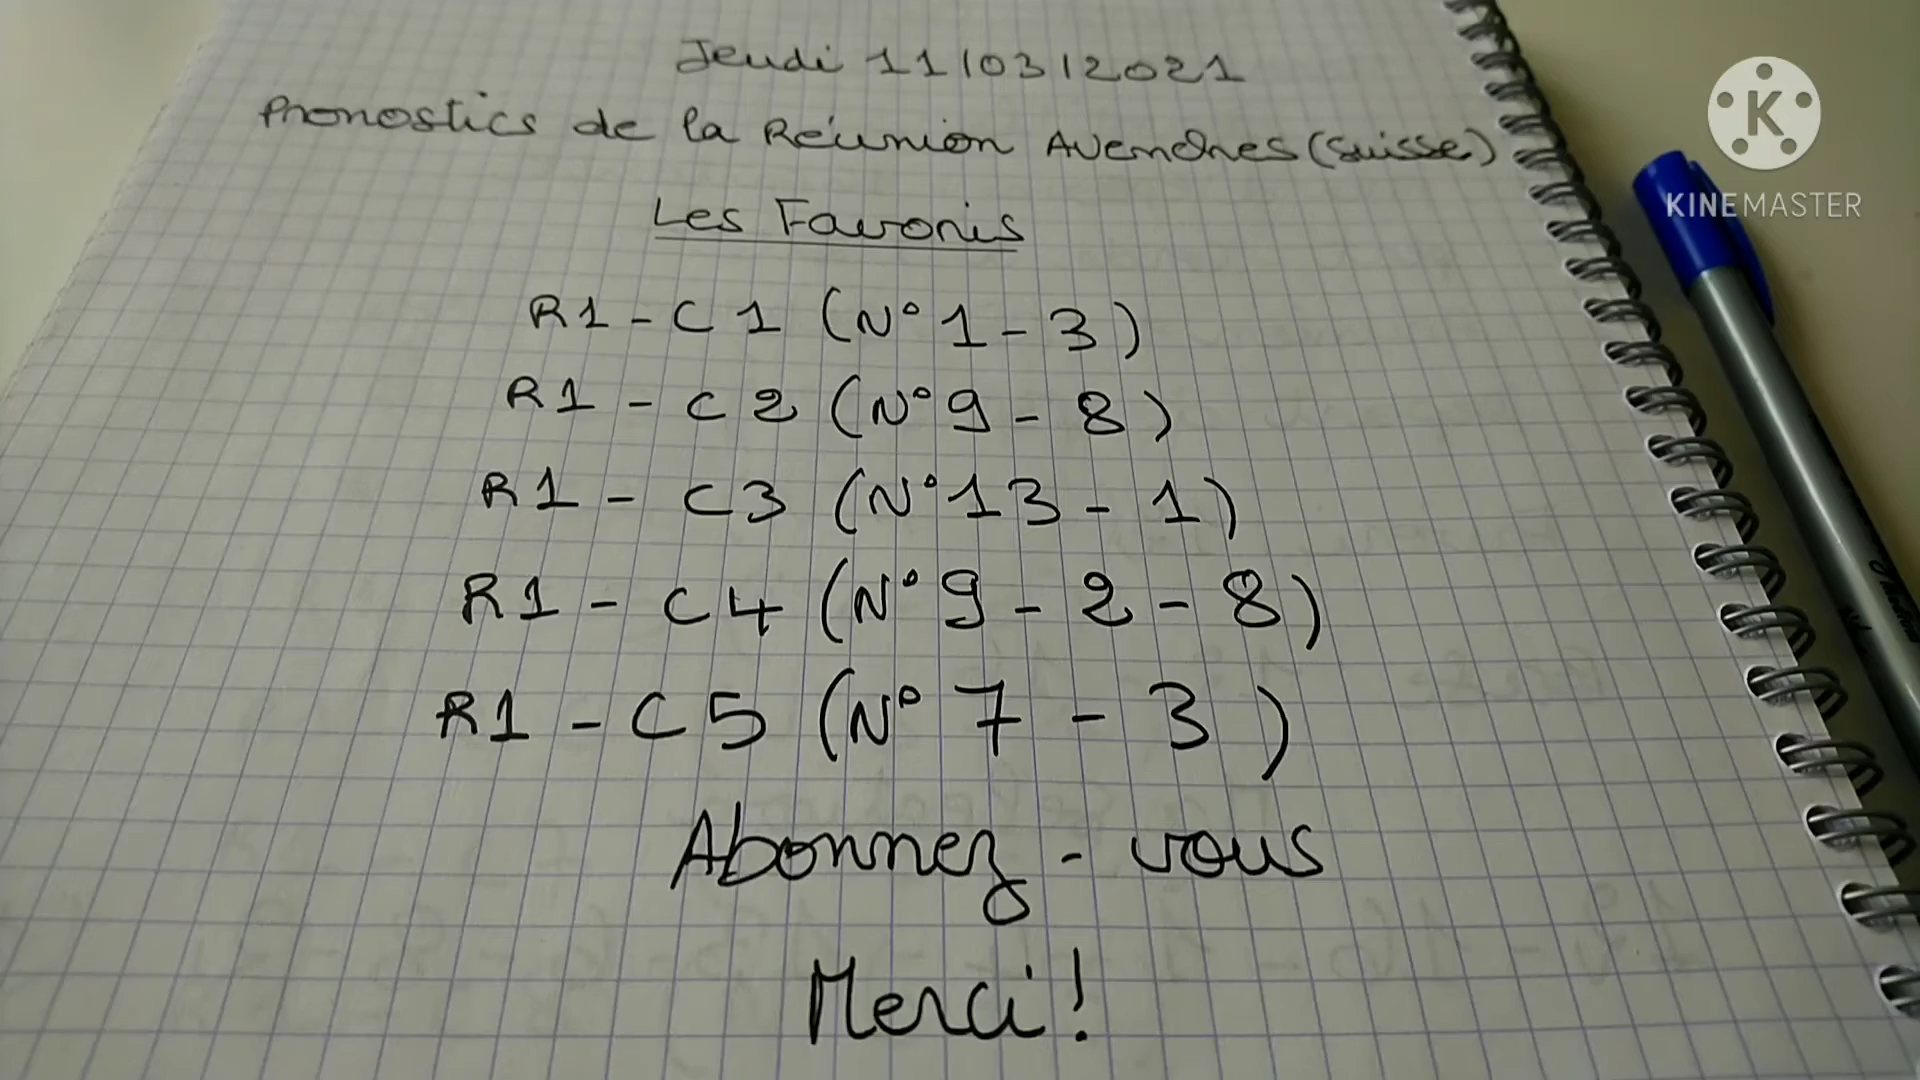 Jeudi 11/03/2021
Pronostics de la Réunion Avenches (Suisse)
Les Favoris
R1 - C1 (N° 1 - 3)
R1 - C2 (N° 9 - 8)
R1 - C3 (N° 13 - 1)
R1 - C4 (N° 9 - 2 - 8)
R1 - C5 (N° 7 - 3)
Abonnez-vous
Merci!
K
KINEMASTER